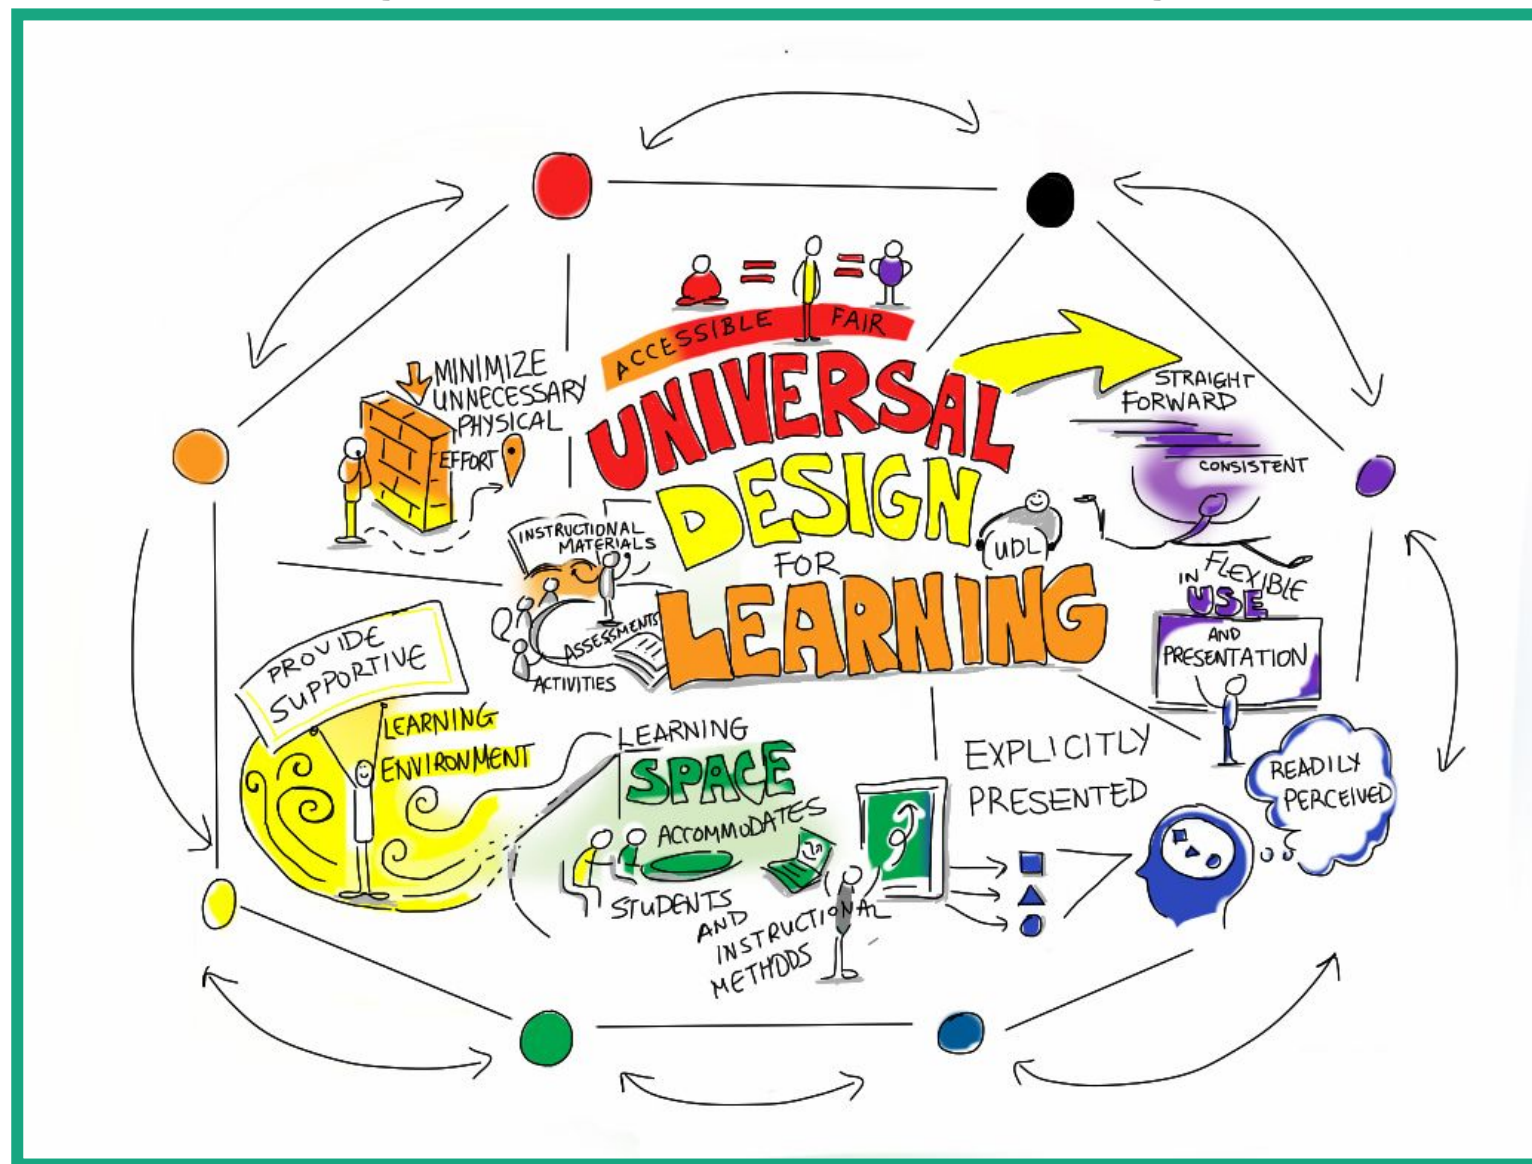 ACCESSIBLE FAIR
UNIVERSAL
DESIGN
FOR
LEARNING
UDL
STRAIGHT
FORWARD
CONSISTENT
IN FLEXIBLE
USE
AND
PRESENTATION
READILY
PERCEIVED
EXPLICITLY
PRESENTED
LEARNING
SPACE
ACCOMMODATES
STUDENTS
AND
INSTRUCTIONAL
METHODS
PROVIDE
SUPPORTIVE
LEARNING
ENVIRONMENT
MINIMIZE
UNNECESSARY
PHYSICAL
EFFORT
INSTRUCTIONAL
MATERIALS
ASSESSMENTS
ACTIVITIES